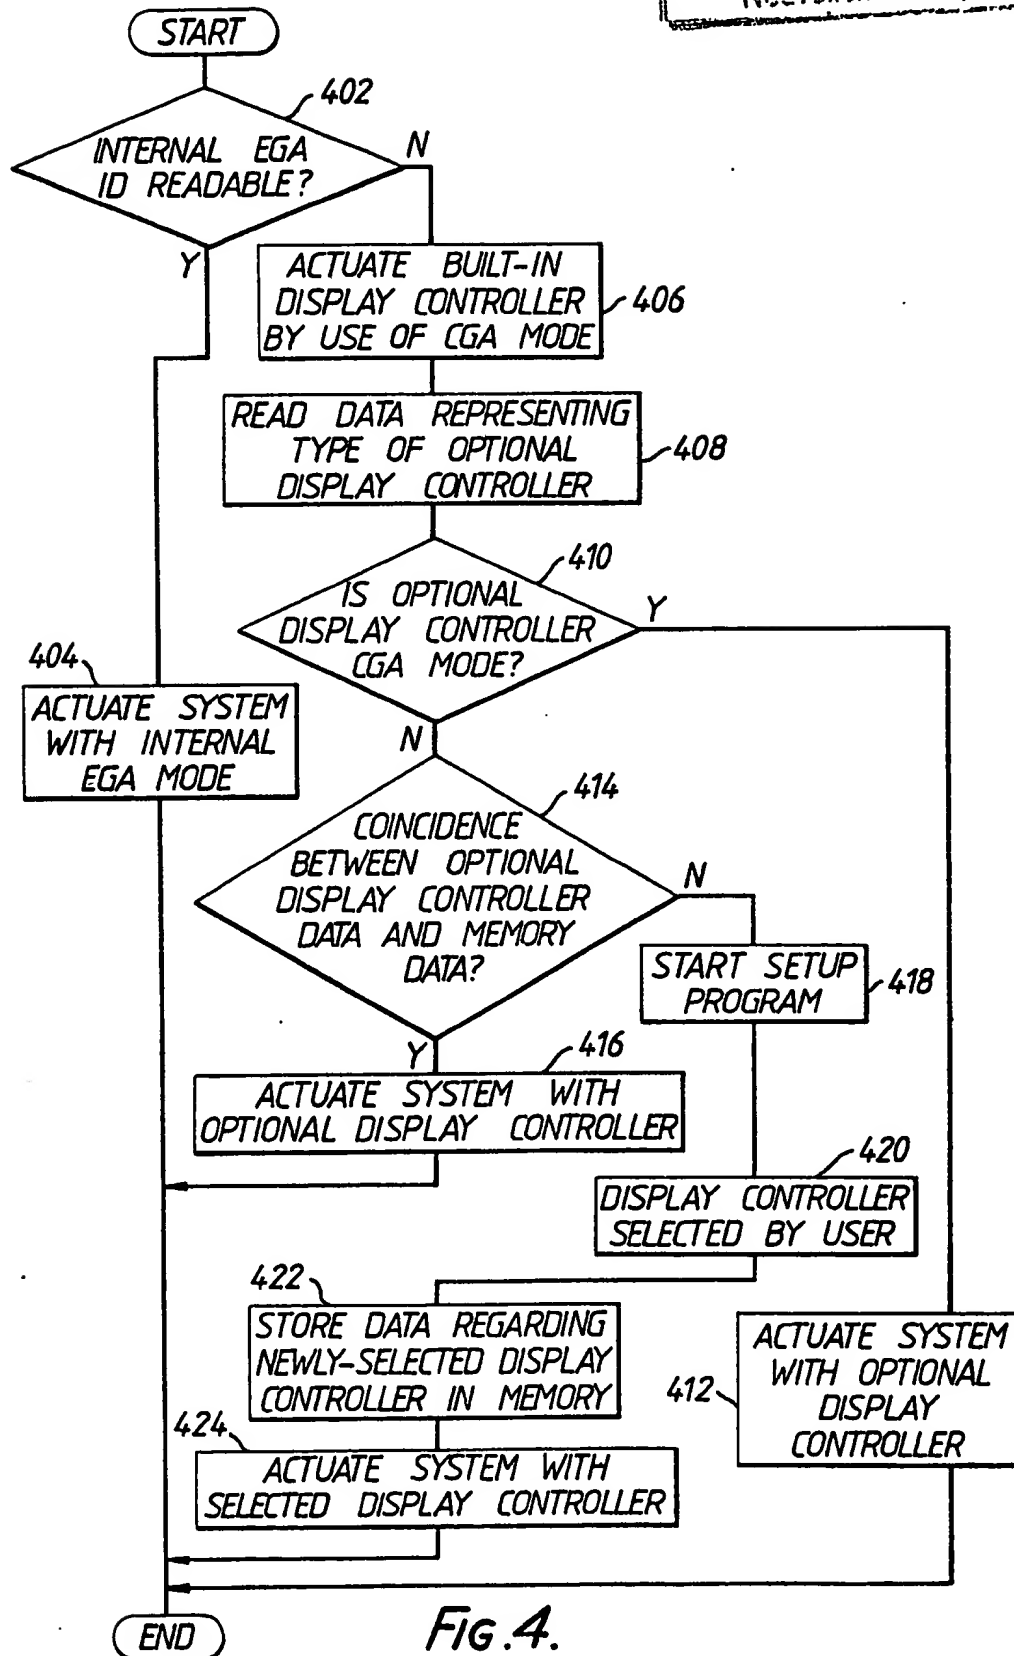 START
402
INTERNAL EGA
ID READABLE?
N
Y
ACTUATE BUILT-IN
DISPLAY CONTROLLER
BY USE OF CGA MODE
406
READ DATA REPRESENTING
TYPE OF OPTIONAL
DISPLAY CONTROLLER
408
410
IS OPTIONAL
DISPLAY CONTROLLER
CGA MODE?
Y
N
404
ACTUATE SYSTEM
WITH INTERNAL
EGA MODE
414
COINCIDENCE
BETWEEN OPTIONAL
DISPLAY CONTROLLER
DATA AND MEMORY
DATA?
N
Y
START SETUP
PROGRAM
418
416
ACTUATE SYSTEM WITH
OPTIONAL DISPLAY CONTROLLER
420
DISPLAY CONTROLLER
SELECTED BY USER
422
STORE DATA REGARDING
NEWLY-SELECTED DISPLAY
CONTROLLER IN MEMORY
412
ACTUATE SYSTEM
WITH OPTIONAL
DISPLAY
CONTROLLER
424
ACTUATE SYSTEM WITH
SELECTED DISPLAY CONTROLLER
END
FIG.4.